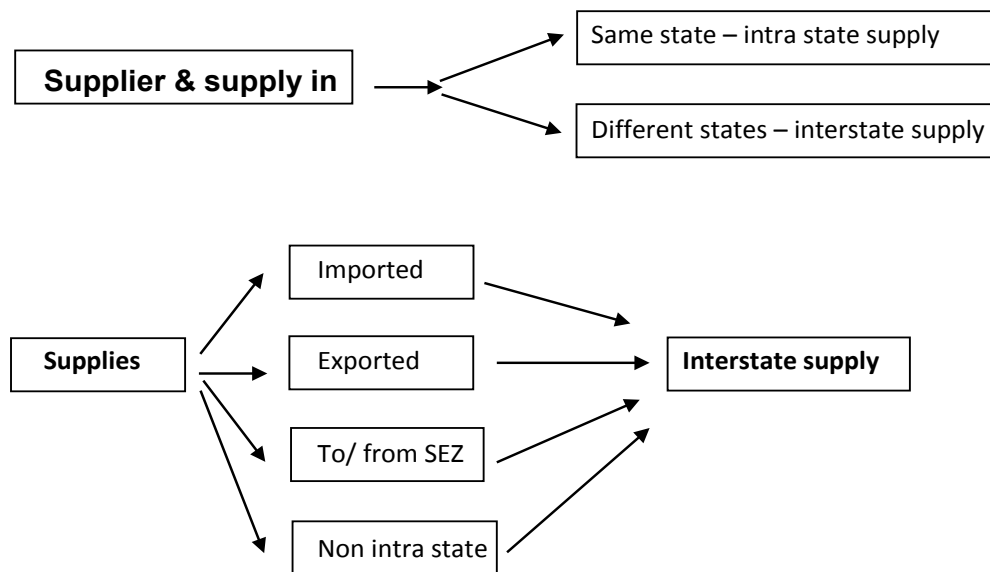 Same state – intra state supply
Supplier & supply in
Different states – interstate supply
Imported
Supplies
Exported
Interstate supply
To/ from SEZ
Non intra state